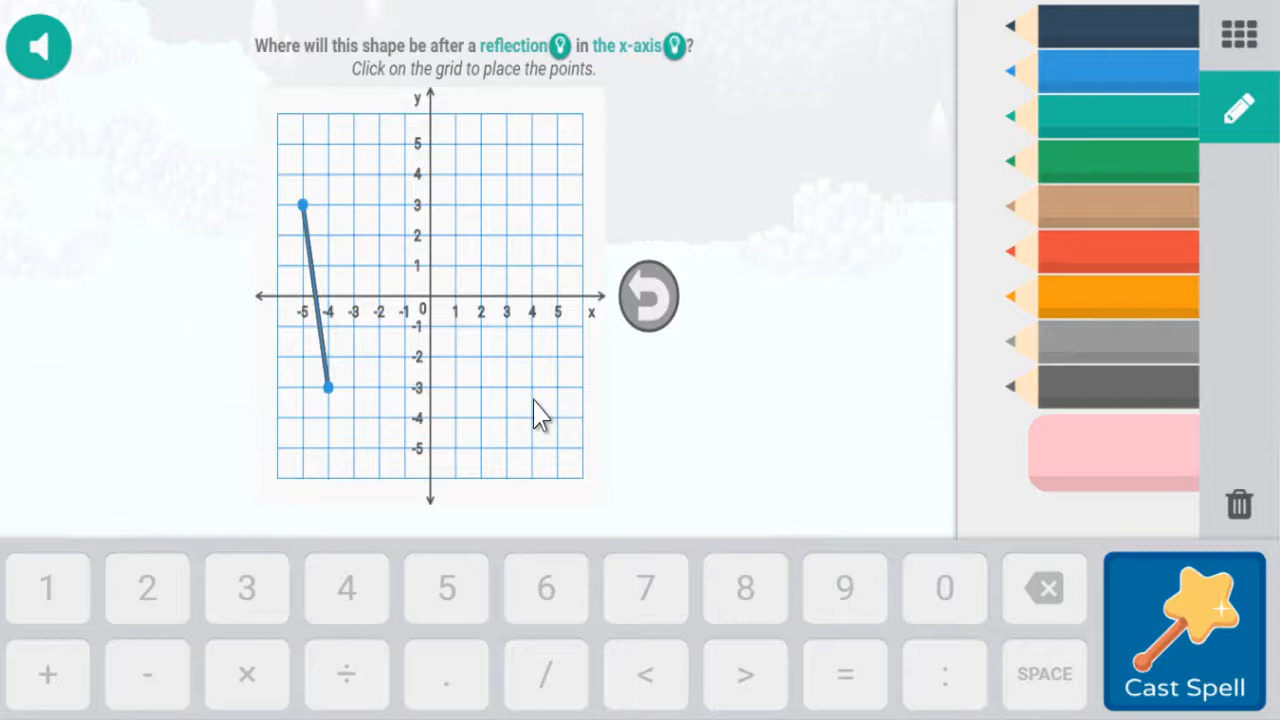 Where will this shape be after a reflection in the x-axis?
Click on the grid to place the points.
y
5
4
3
2
1
-5 -4 -3 -2 -1 0 1 2 3 4 5 x
-1
-2
-3
-4
-5
1 2 3 4 5 6 7 8 9 0
+ - × ÷ . / < > = : SPACE
Cast Spell